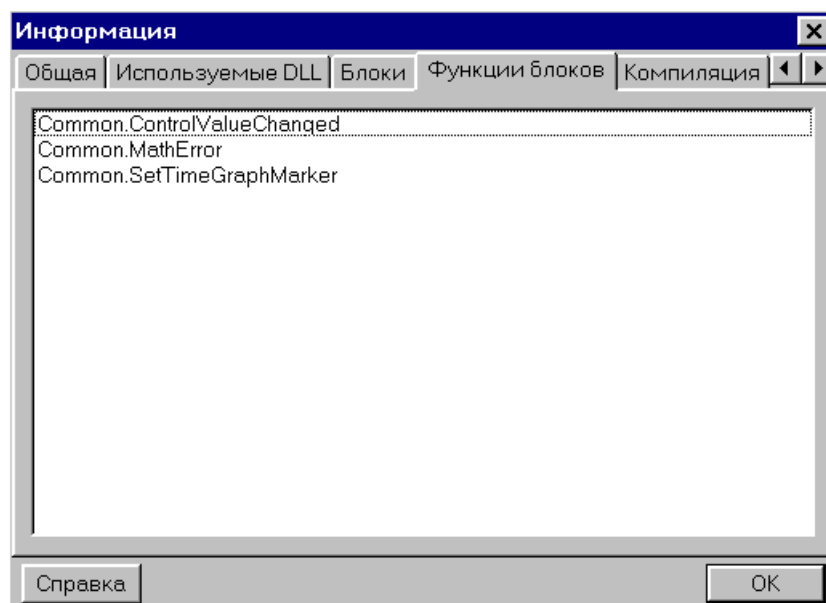 Информация
Общая Используемые DLL Блоки Функции блоков Компиляция
Common.ControlValueChanged
Common.MathError
Common.SetTimeGraphMarker
Справка OK